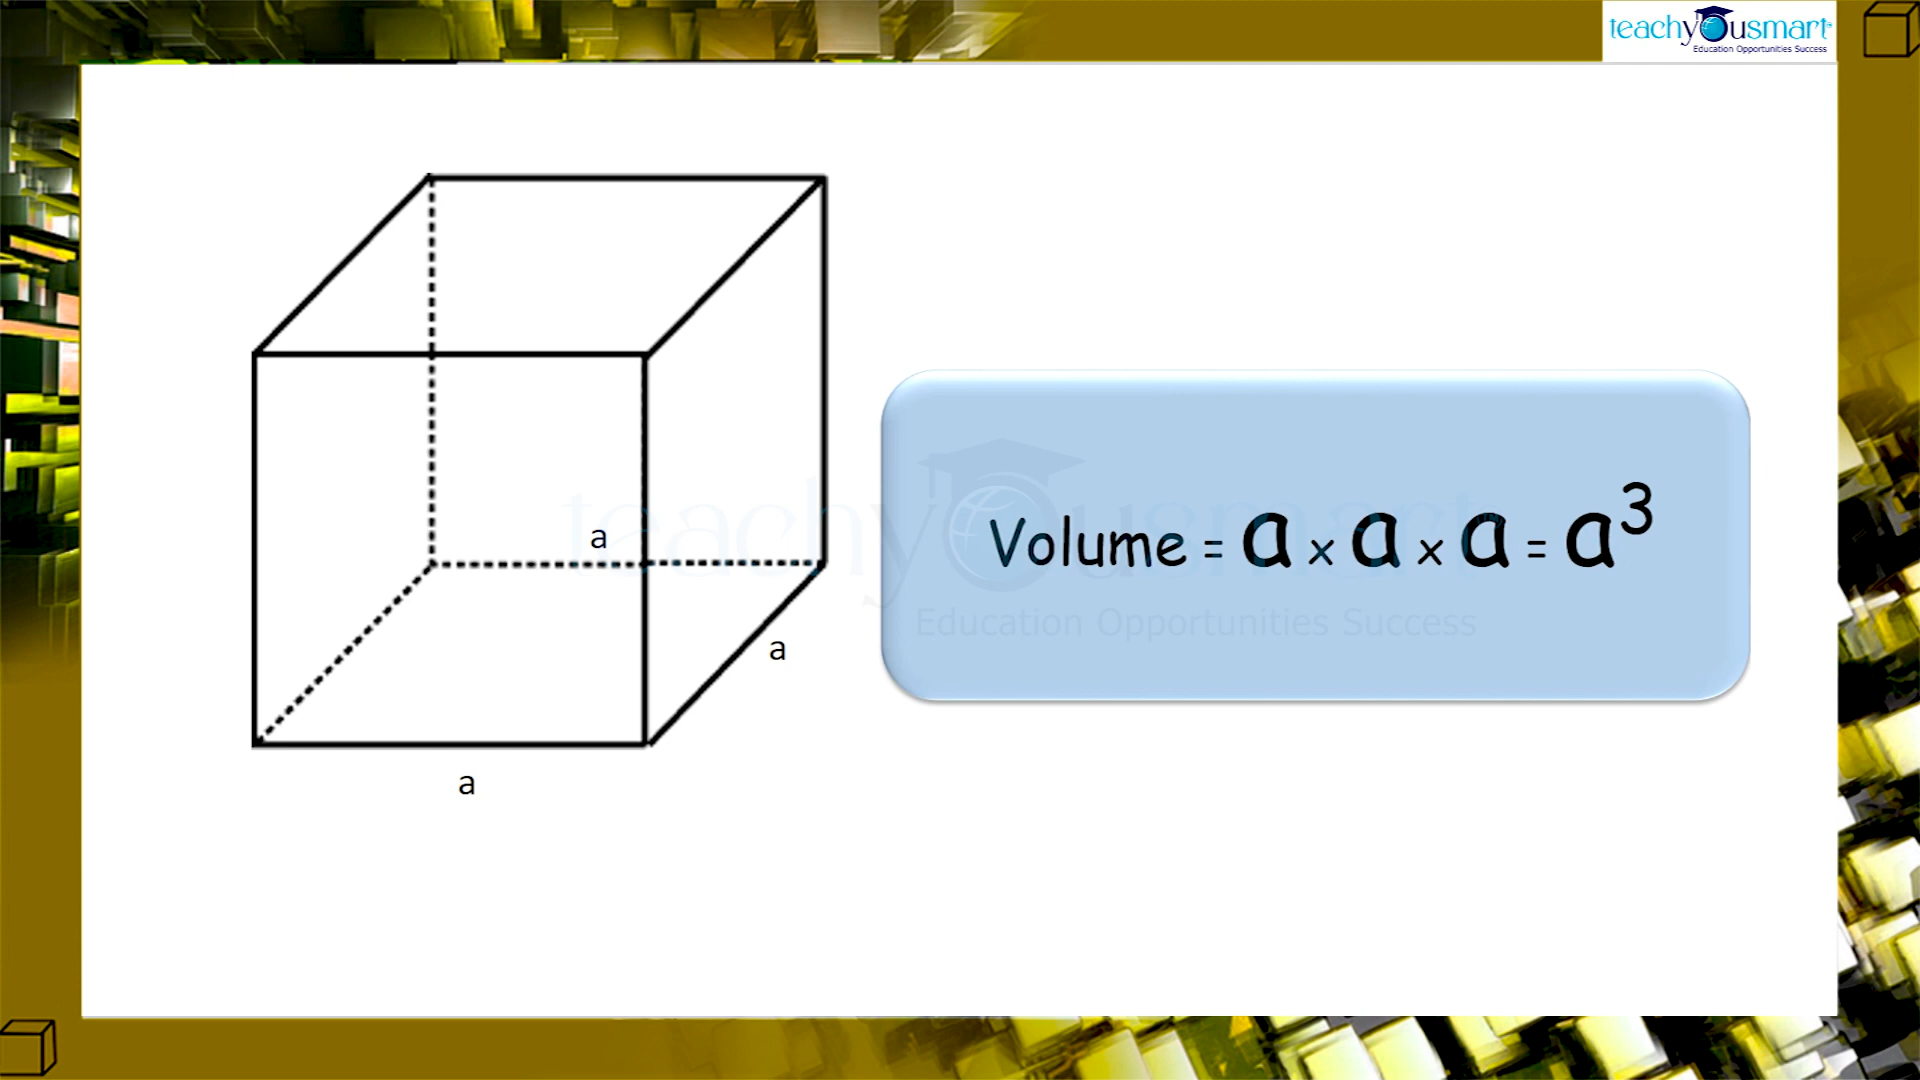 teachyousmart
Education Opportunities Success
a
Volume = a x a x a = a³
teachyousmart
Education Opportunities Success
a
a